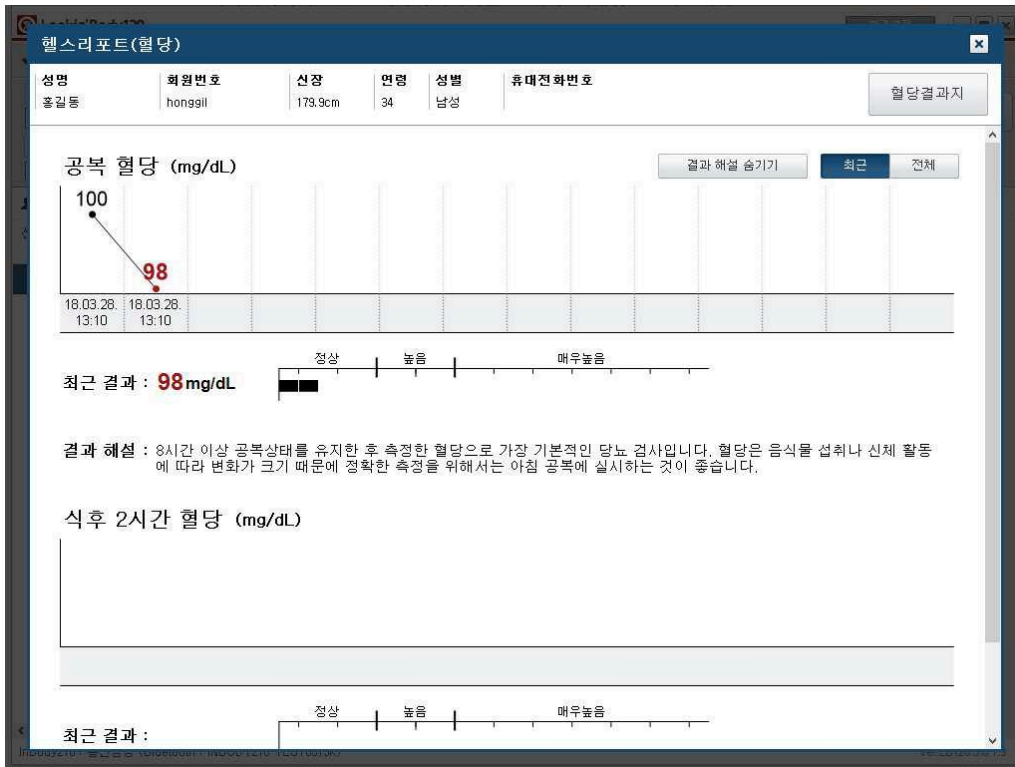 헬스리포트(혈당)
성명 회원번호 신장 연령 성별 휴대전화번호
홍길동 honggil 179.9cm 34 남성
혈당결과지
공복 혈당 (mg/dL)
결과 해설 숨기기 최근 전체
100
98
18.03.28. 18.03.28.
13:10 13:10
정상 높음 매우높음
최근 결과 : 98mg/dL
결과 해설 : 8시간 이상 공복상태를 유지한 후 측정한 혈당으로 가장 기본적인 당뇨 검사입니다. 혈당은 음식물 섭취나 신체 활동
에 따라 변화가 크기 때문에 정확한 측정을 위해서는 아침 공복에 실시하는 것이 좋습니다.
식후 2시간 혈당 (mg/dL)
정상 높음 매우높음
최근 결과 :